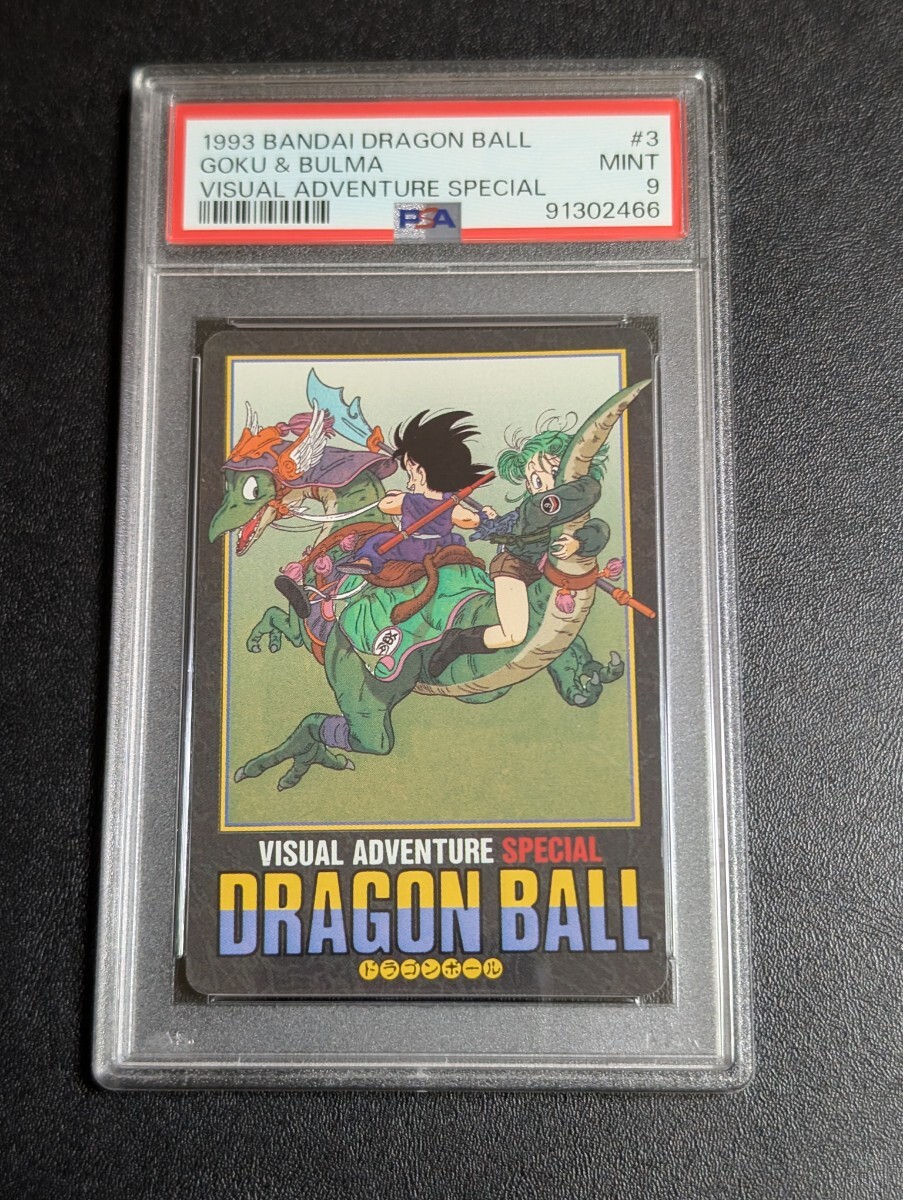 1993 BANDAI DRAGON BALL #3
GOKU & BULMA MINT
VISUAL ADVENTURE SPECIAL 9
PSA 91302466
VISUAL ADVENTURE SPECIAL
DRAGON BALL
ドラゴンボール